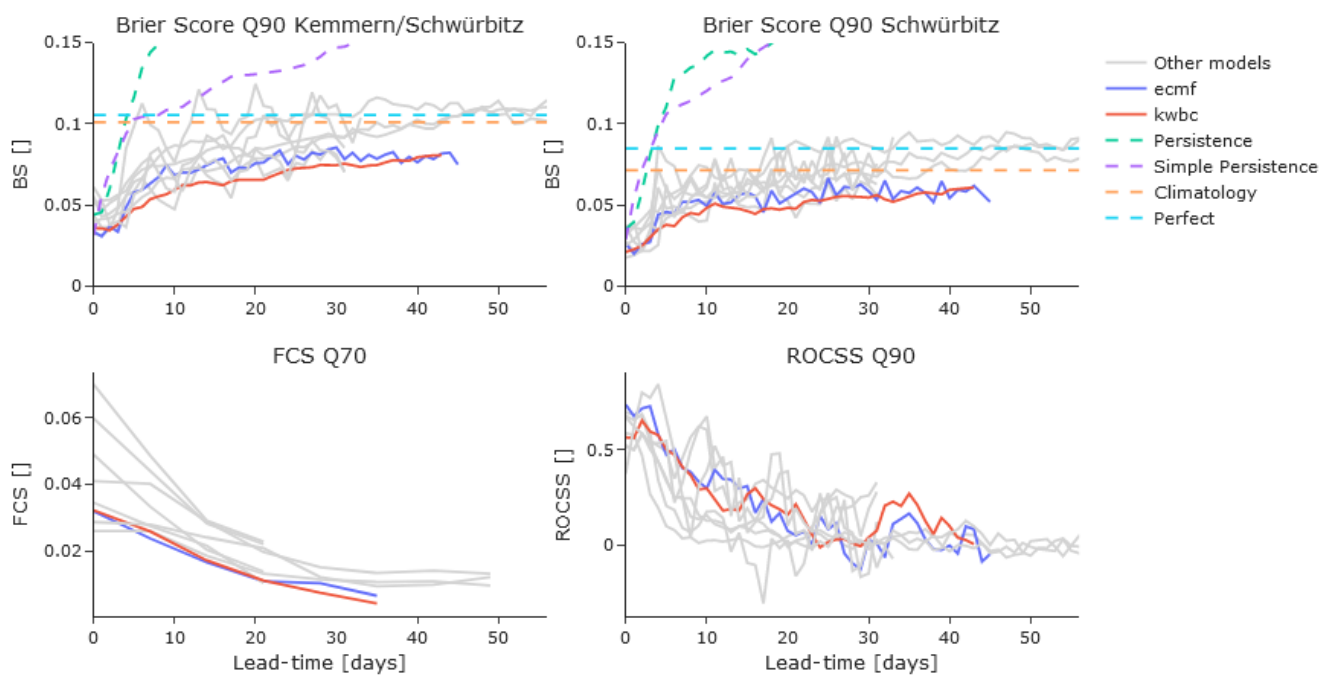 Brier Score Q90 Kemmern/Schwürbitz
0.15
0.1
0.05
0
BS []
0
10
20
30
40
50
Brier Score Q90 Schwürbitz
0.15
0.1
0.05
0
BS []
0
10
20
30
40
50
Other models
ecmf
kwbc
Persistence
Simple Persistence
Climatology
Perfect
FCS Q70
0.06
0.04
0.02
FCS []
0
10
20
30
40
50
Lead-time [days]
ROCSS Q90
0.5
0
ROCSS []
0
10
20
30
40
50
Lead-time [days]